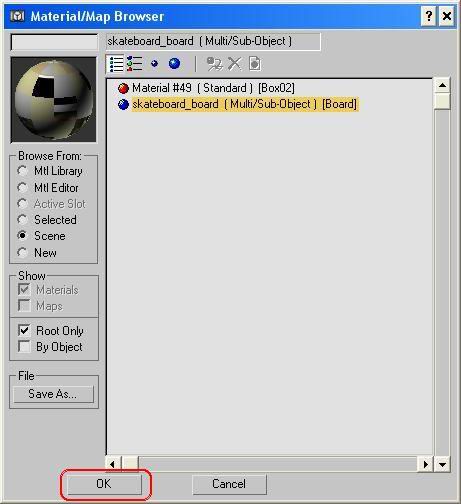 Material/Map Browser
? ×
skateboard_board ( Multi/Sub-Object )
Material #49 ( Standard ) [Box02]
skateboard_board ( Multi/Sub-Object ) [Board]
Browse From:
Mtl Library
Mtl Editor
Active Slot
Selected
Scene
New
Show
Materials
Maps
Root Only
By Object
File
Save As...
OK Cancel